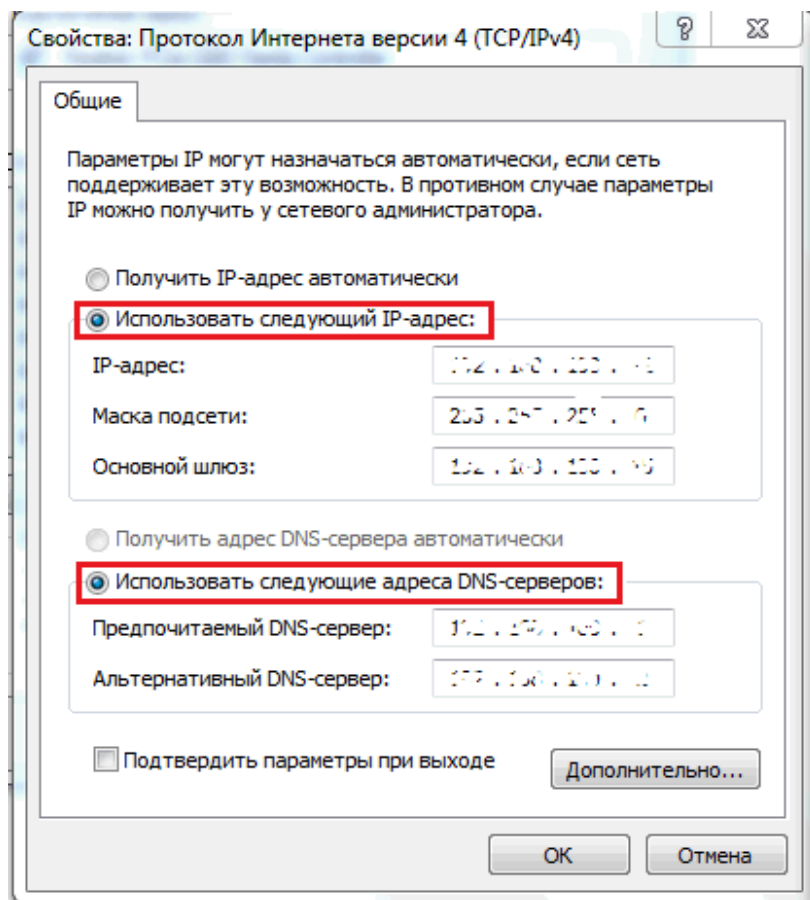 Свойства: Протокол Интернета версии 4 (TCP/IPv4)
Общие
Параметры IP могут назначаться автоматически, если сеть
поддерживает эту возможность. В противном случае параметры
IP можно получить у сетевого администратора.
Получить IP-адрес автоматически
Использовать следующий IP-адрес:
IP-адрес:
Маска подсети:
Основной шлюз:
Получить адрес DNS-сервера автоматически
Использовать следующие адреса DNS-серверов:
Предпочитаемый DNS-сервер:
Альтернативный DNS-сервер:
Подтвердить параметры при выходе
Дополнительно...
ОК
Отмена